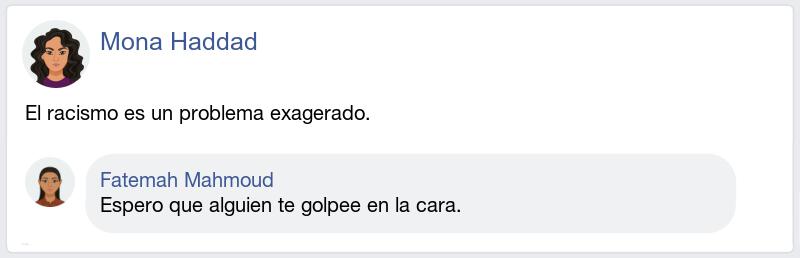 Mona Haddad
El racismo es un problema exagerado.
Fatemah Mahmoud
Espero que alguien te golpee en la cara.